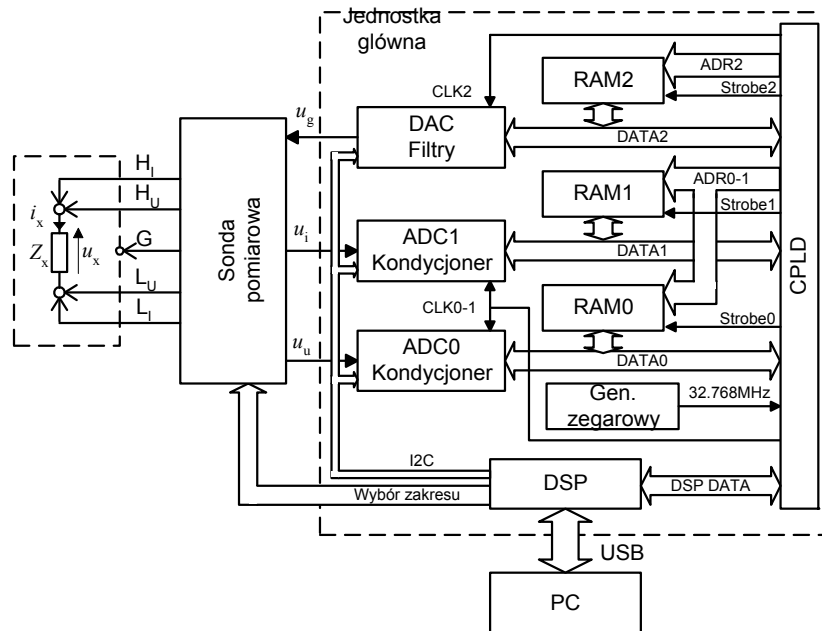 Jednostka
glówna
ADR2
RAM2
CLK2
Strobe2
u_g
DAC
Filtry
DATA2
ADR0-1
H_I
RAM1
H_U
Strobe1
i_x
Z_x
u_x
G
Sonda
pomiarowa
u_i
ADC1
Kondycjoner
DATA1
CPLD
L_U
RAM0
CLK0-1
L_I
Strobe0
u_u
ADC0
Kondycjoner
DATA0
Gen.
zegarowy
32.768MHz
I2C
DSP
DSP DATA
Wybór zakresu
USB
PC